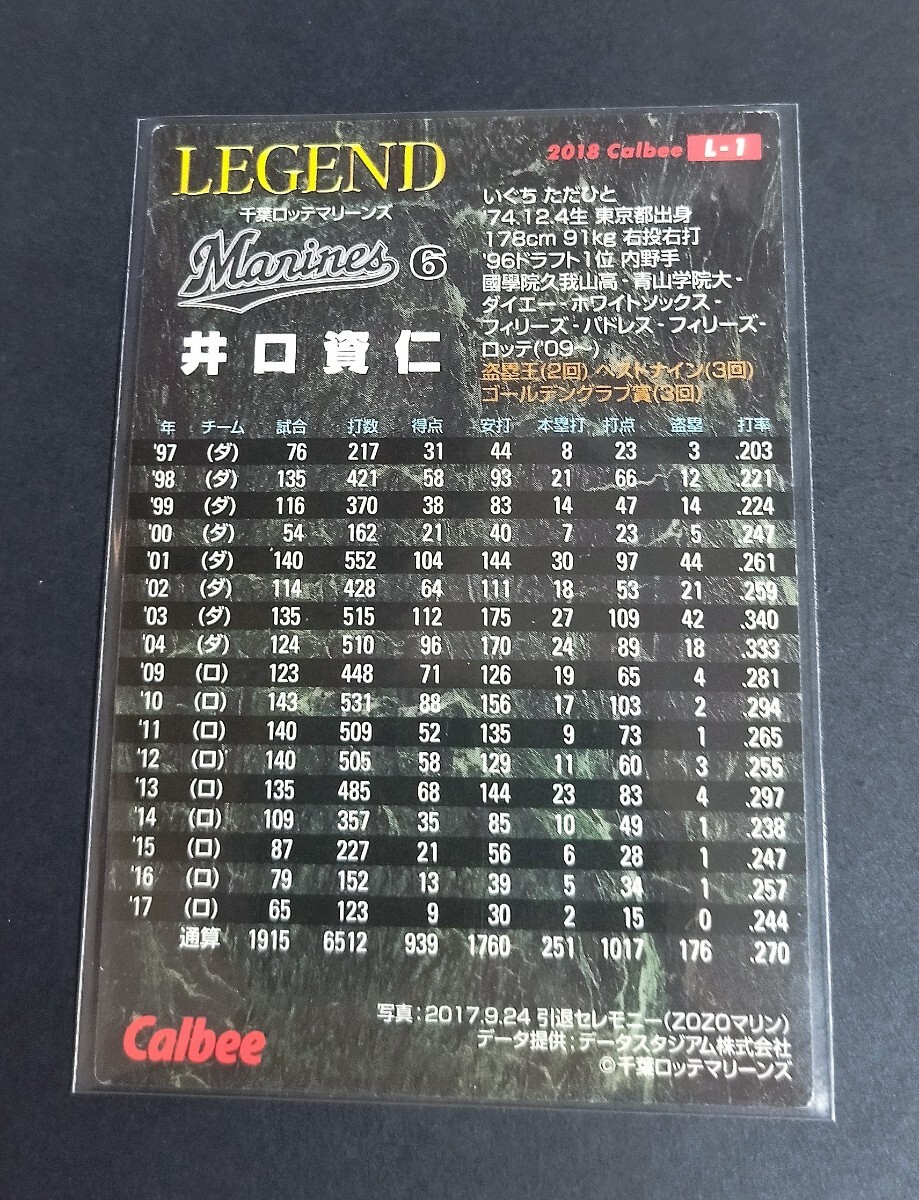 LEGEND
2018 Calbee L-1
千葉ロッテマリーンズ
Marines 6
井口資仁
いぐち ただひと
'74.12.4生 東京都出身
178cm 91kg 右投右打
'96ドラフト1位 内野手
國學院久我山高-青山学院大-
ダイエー-ホワイトソックス-
フィリーズ-パドレス-フィリーズ-
ロッテ('09〜)
盗塁王(2回) ベストナイン(3回)
ゴールデングラブ賞(3回)
年 チーム 試合 打数 得点 安打 本塁打 打点 盗塁 打率
'97 (ダ) 76 217 31 44 8 23 3 .203
'98 (ダ) 135 421 58 93 21 66 12 .221
'99 (ダ) 116 370 38 83 14 47 14 .224
'00 (ダ) 54 162 21 40 7 23 5 .247
'01 (ダ) 140 552 104 144 30 97 44 .261
'02 (ダ) 114 428 64 111 18 53 21 .259
'03 (ダ) 135 515 112 175 27 109 42 .340
'04 (ダ) 124 510 96 170 24 89 18 .333
'09 (ロ) 123 448 71 126 19 65 4 .281
'10 (ロ) 143 531 88 156 17 103 2 .294
'11 (ロ) 140 509 52 135 9 73 1 .265
'12 (ロ) 140 505 58 129 11 60 3 .255
'13 (ロ) 135 485 68 144 23 83 4 .297
'14 (ロ) 109 357 35 85 10 49 1 .238
'15 (ロ) 87 227 21 56 6 28 1 .247
'16 (ロ) 79 152 13 39 5 34 1 .257
'17 (ロ) 65 123 9 30 2 15 0 .244
通算 1915 6512 939 1760 251 1017 176 .270
写真:2017.9.24 引退セレモニー(ZOZOマリン)
データ提供:データスタジアム株式会社
©千葉ロッテマリーンズ
Calbee